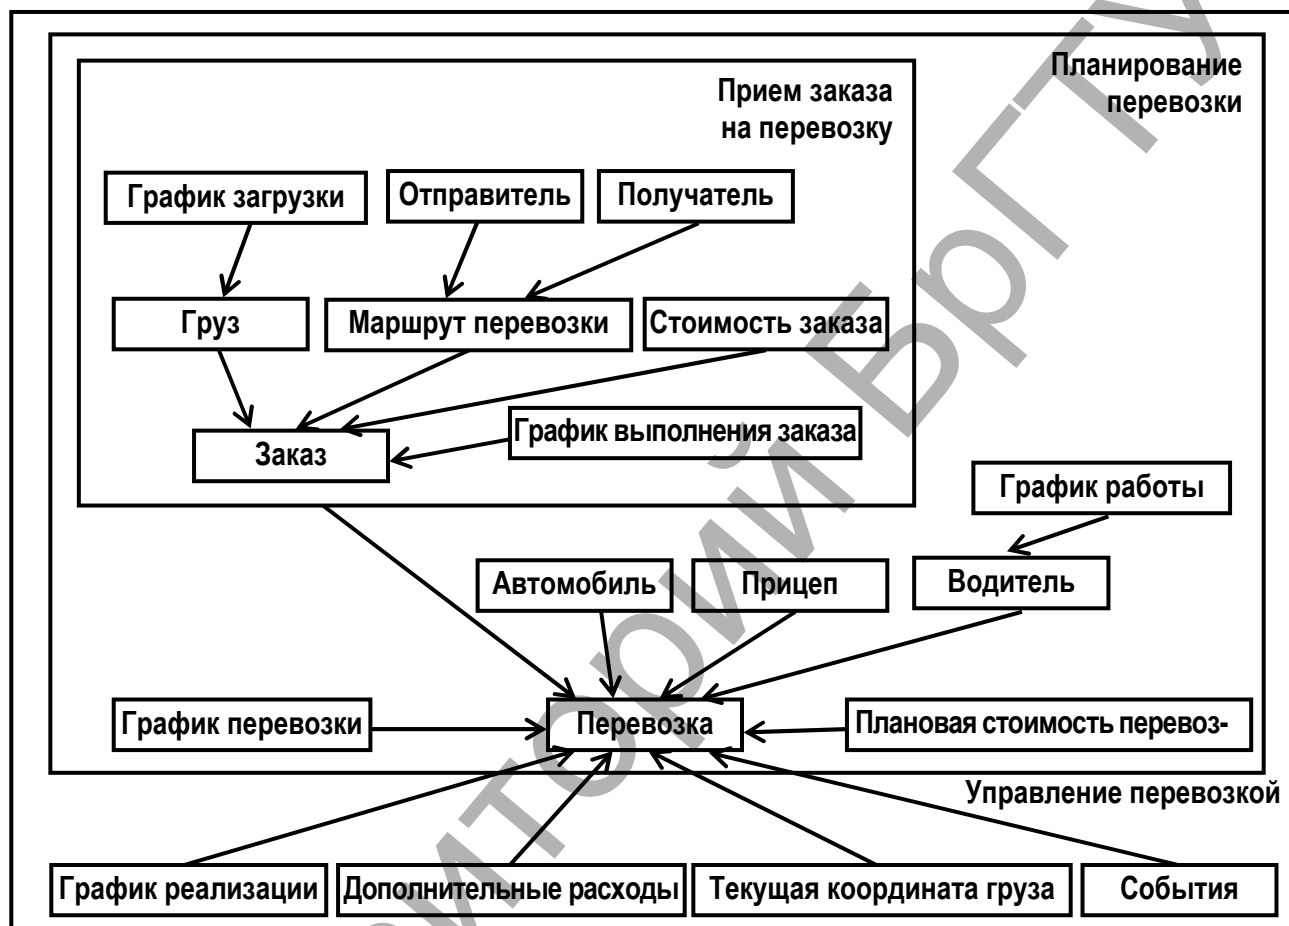 Планирование
перевозки
Прием заказа
на перевозку
График загрузки
Отправитель
Получатель
Груз
Маршрут перевозки
Стоимость заказа
График выполнения заказа
Заказ
График работы
Автомобиль
Прицеп
Водитель
График перевозки
Перевозка
Плановая стоимость перевоз-
Управление перевозкой
График реализации
Дополнительные расходы
Текущая координата груза
События
иторий БрГТУ